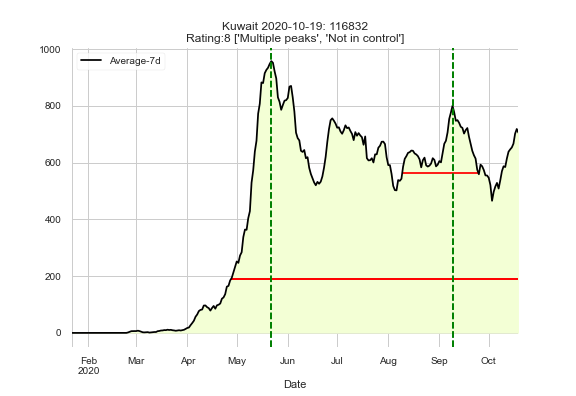 Kuwait 2020-10-19: 116832
Rating:8 ['Multiple peaks', 'Not in control']
Average-7d
1000
800
600
400
200
0
Feb Mar Apr May Jun Jul Aug Sep Oct
2020
Date